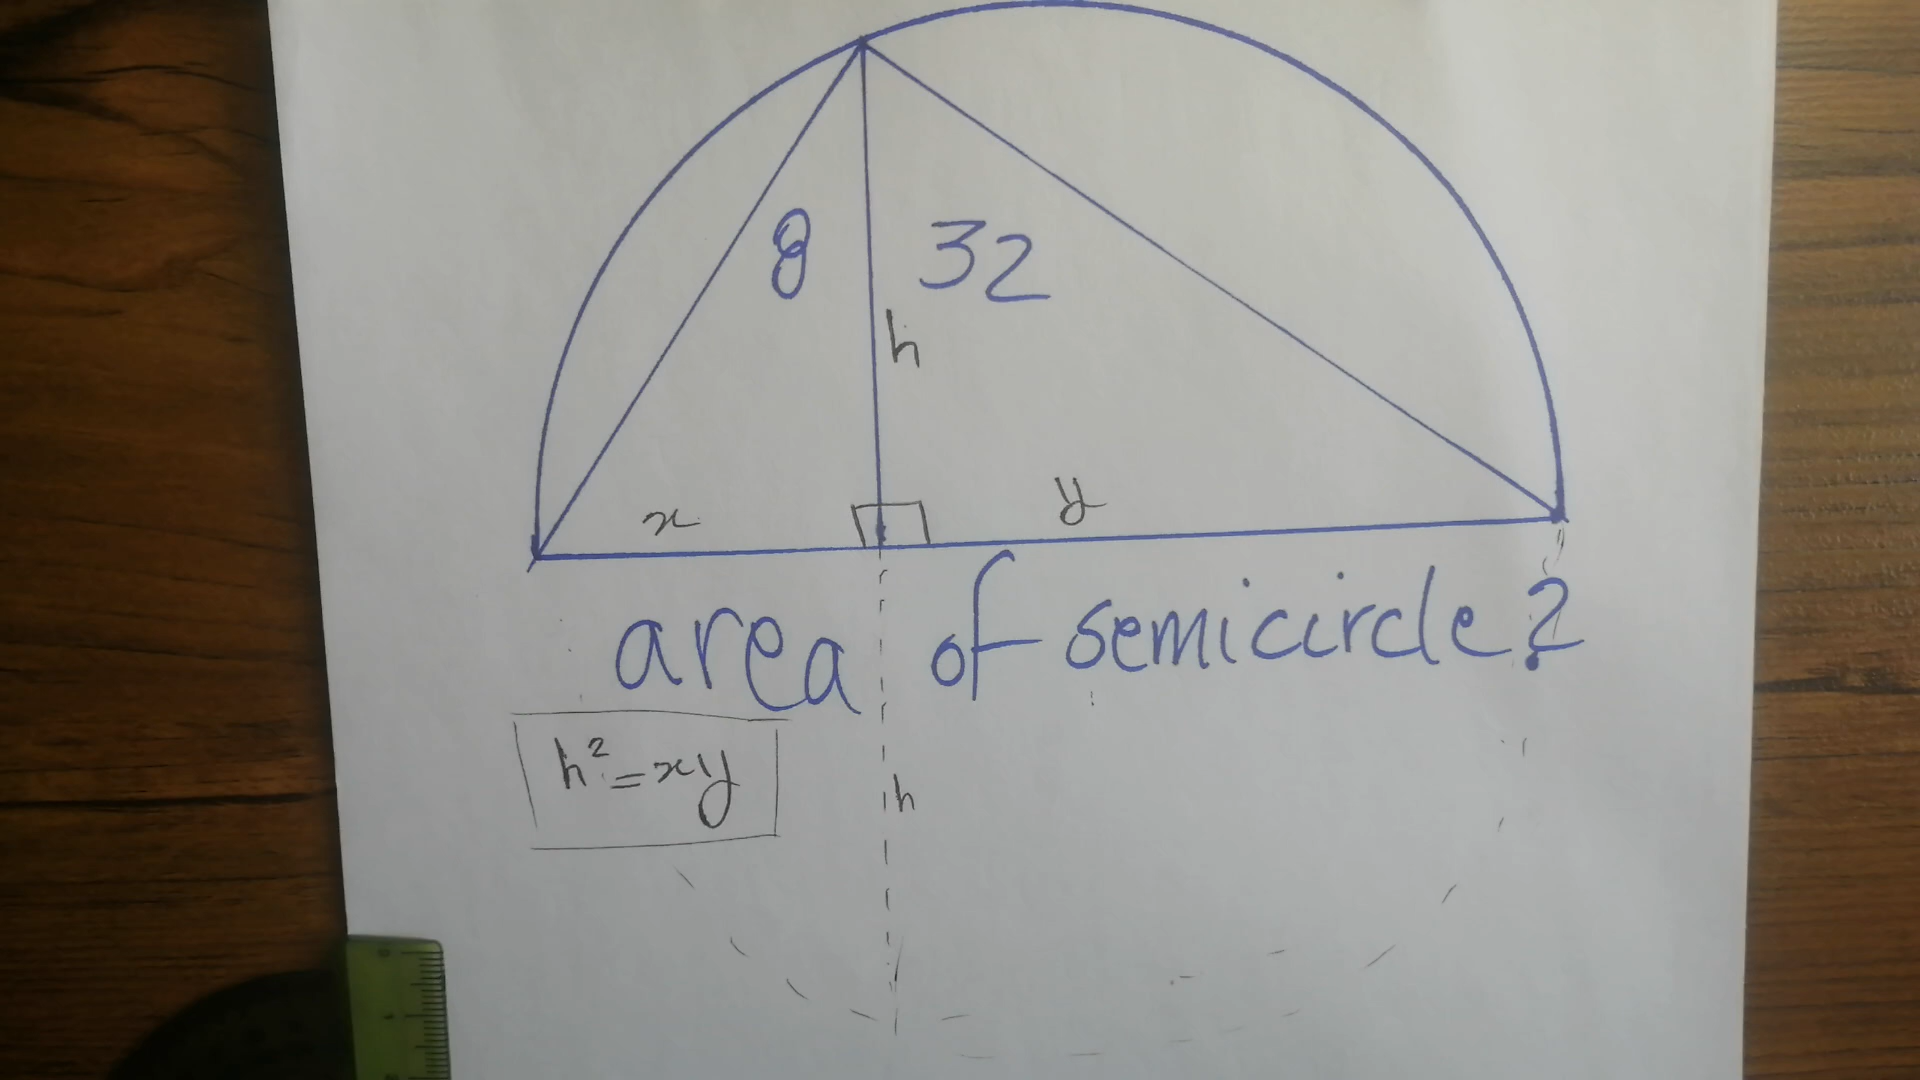 8 32
h
x y
area of semicircle?
h² = xy
h